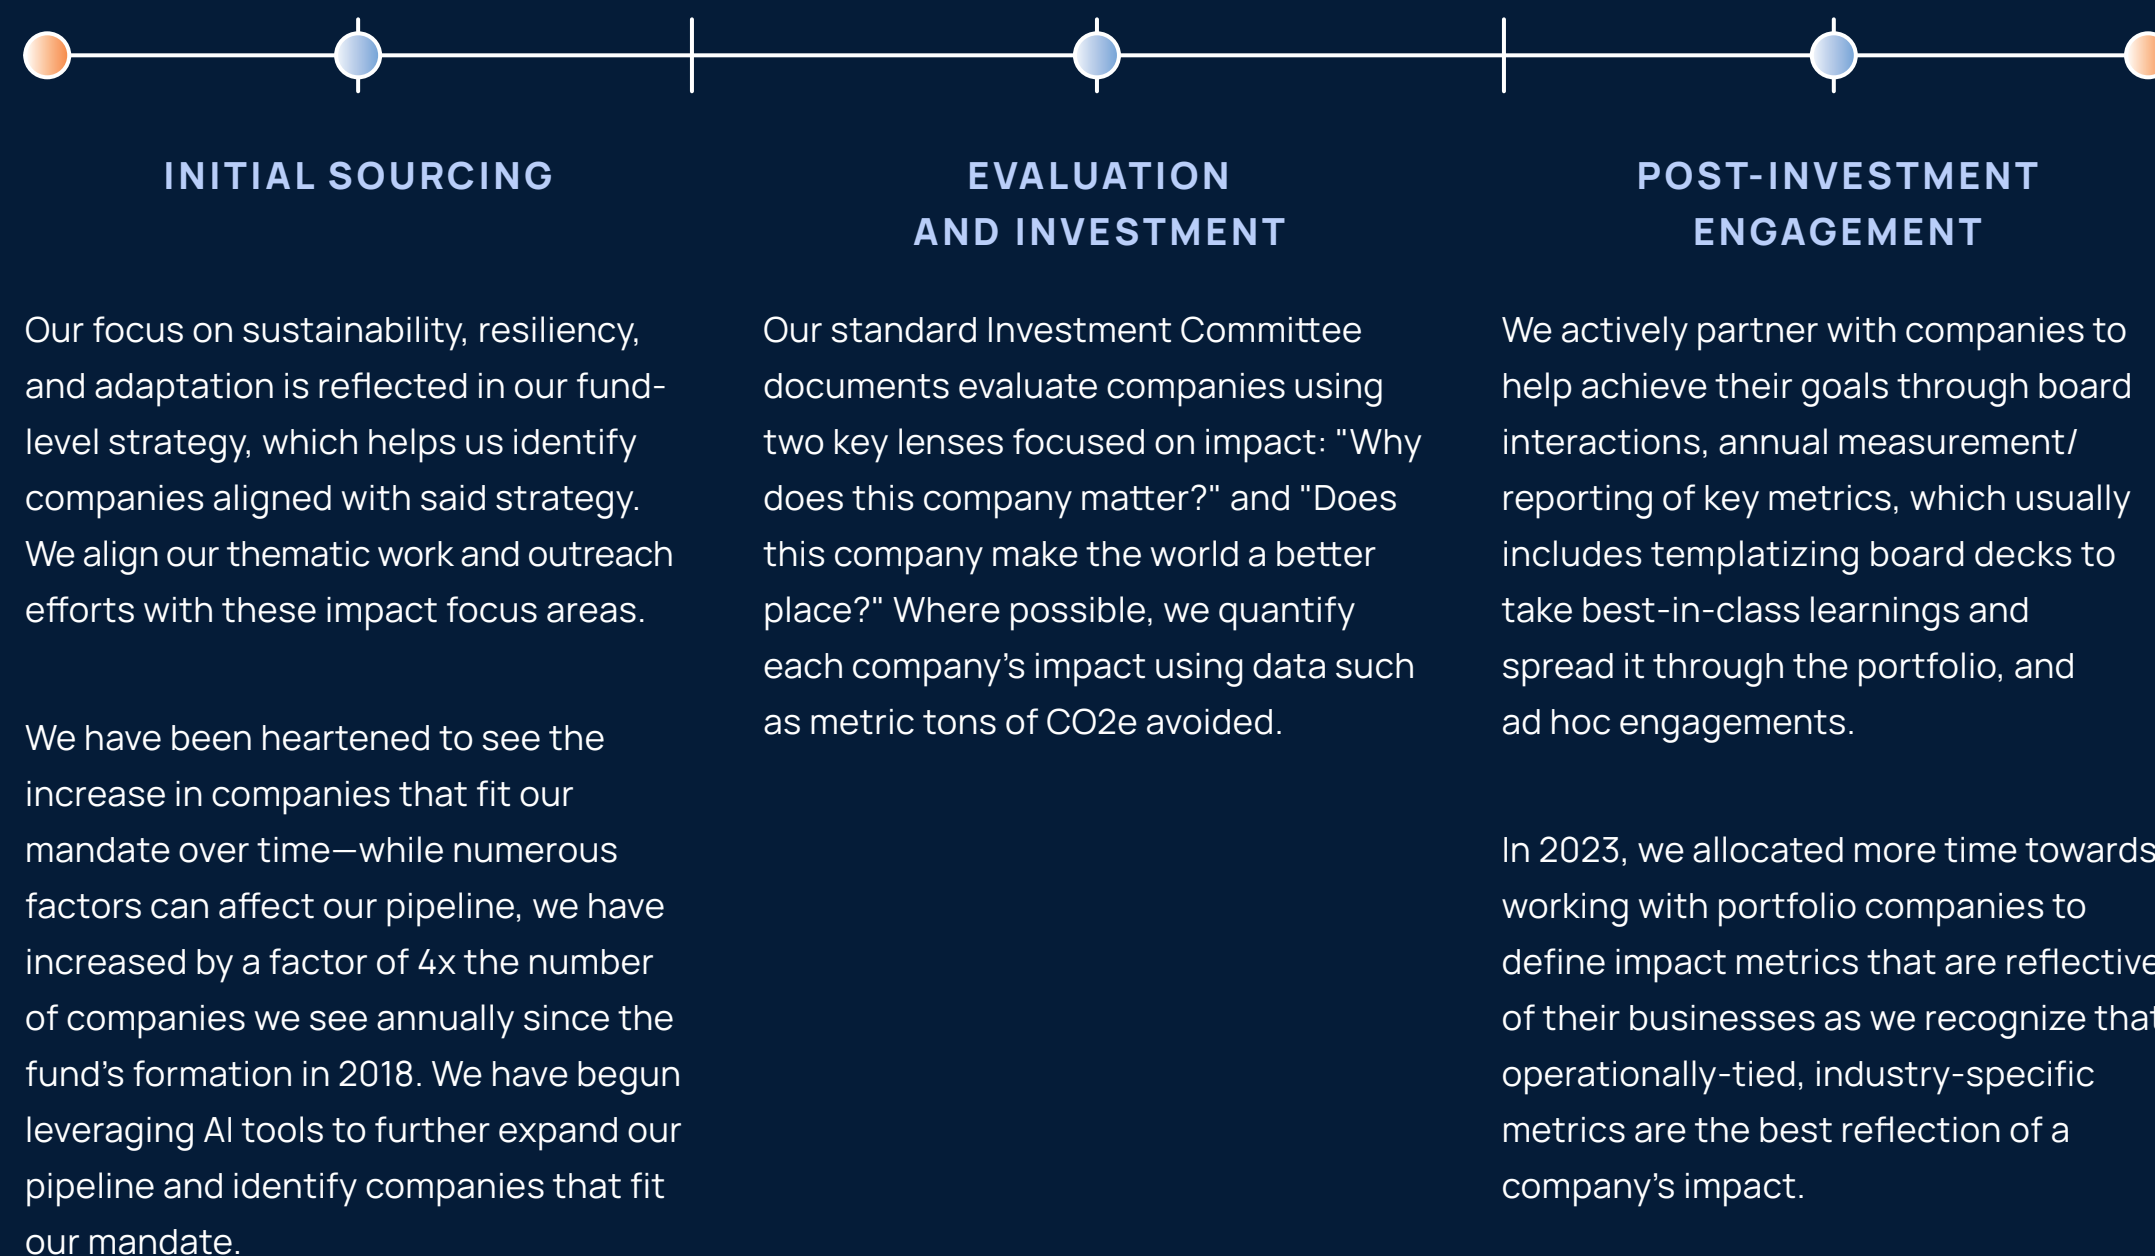 INITIAL SOURCING
Our focus on sustainability, resiliency,
and adaptation is reflected in our fund-
level strategy, which helps us identify
companies aligned with said strategy.
We align our thematic work and outreach
efforts with these impact focus areas.
We have been heartened to see the
increase in companies that fit our
mandate over time—while numerous
factors can affect our pipeline, we have
increased by a factor of 4x the number
of companies we see annually since the
fund’s formation in 2018. We have begun
leveraging AI tools to further expand our
pipeline and identify companies that fit
our mandate.
EVALUATION
AND INVESTMENT
Our standard Investment Committee
documents evaluate companies using
two key lenses focused on impact: "Why
does this company matter?" and "Does
this company make the world a better
place?" Where possible, we quantify
each company’s impact using data such
as metric tons of CO2e avoided.
POST-INVESTMENT
ENGAGEMENT
We actively partner with companies to
help achieve their goals through board
interactions, annual measurement/
reporting of key metrics, which usually
includes templatizing board decks to
take best-in-class learnings and
spread it through the portfolio, and
ad hoc engagements.
In 2023, we allocated more time towards
working with portfolio companies to
define impact metrics that are reflective
of their businesses as we recognize that
operationally-tied, industry-specific
metrics are the best reflection of a
company’s impact.